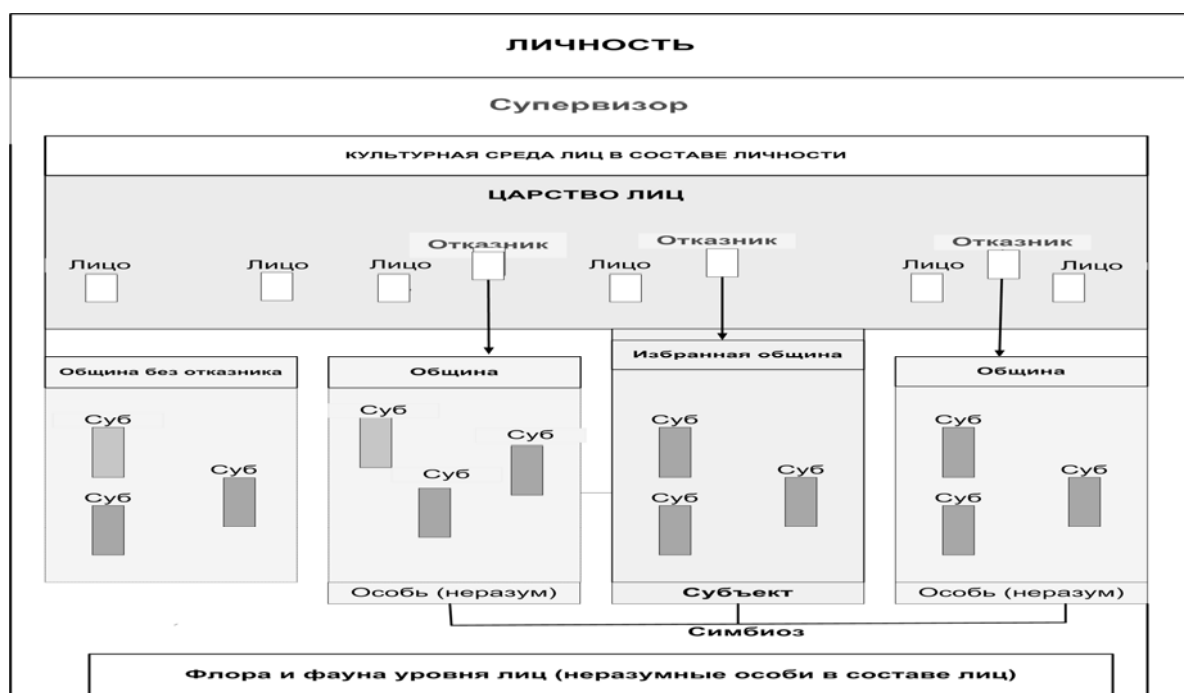 ЛИЧНОСТЬ
Супервизор
КУЛЬТУРНАЯ СРЕДА ЛИЦ В СОСТАВЕ ЛИЧНОСТИ
ЦАРСТВО ЛИЦ
Отказник Отказник Отказник
Лицо Лицо Лицо Лицо Лицо Лицо
Избранная община
Община без отказника Община Община
Суб Суб Суб Суб
Суб
Суб Суб Суб Суб
Суб Суб Суб
Особь (неразум) Субъект Особь (неразум)
Симбиоз
Флора и фауна уровня лиц (неразумные особи в составе лиц)